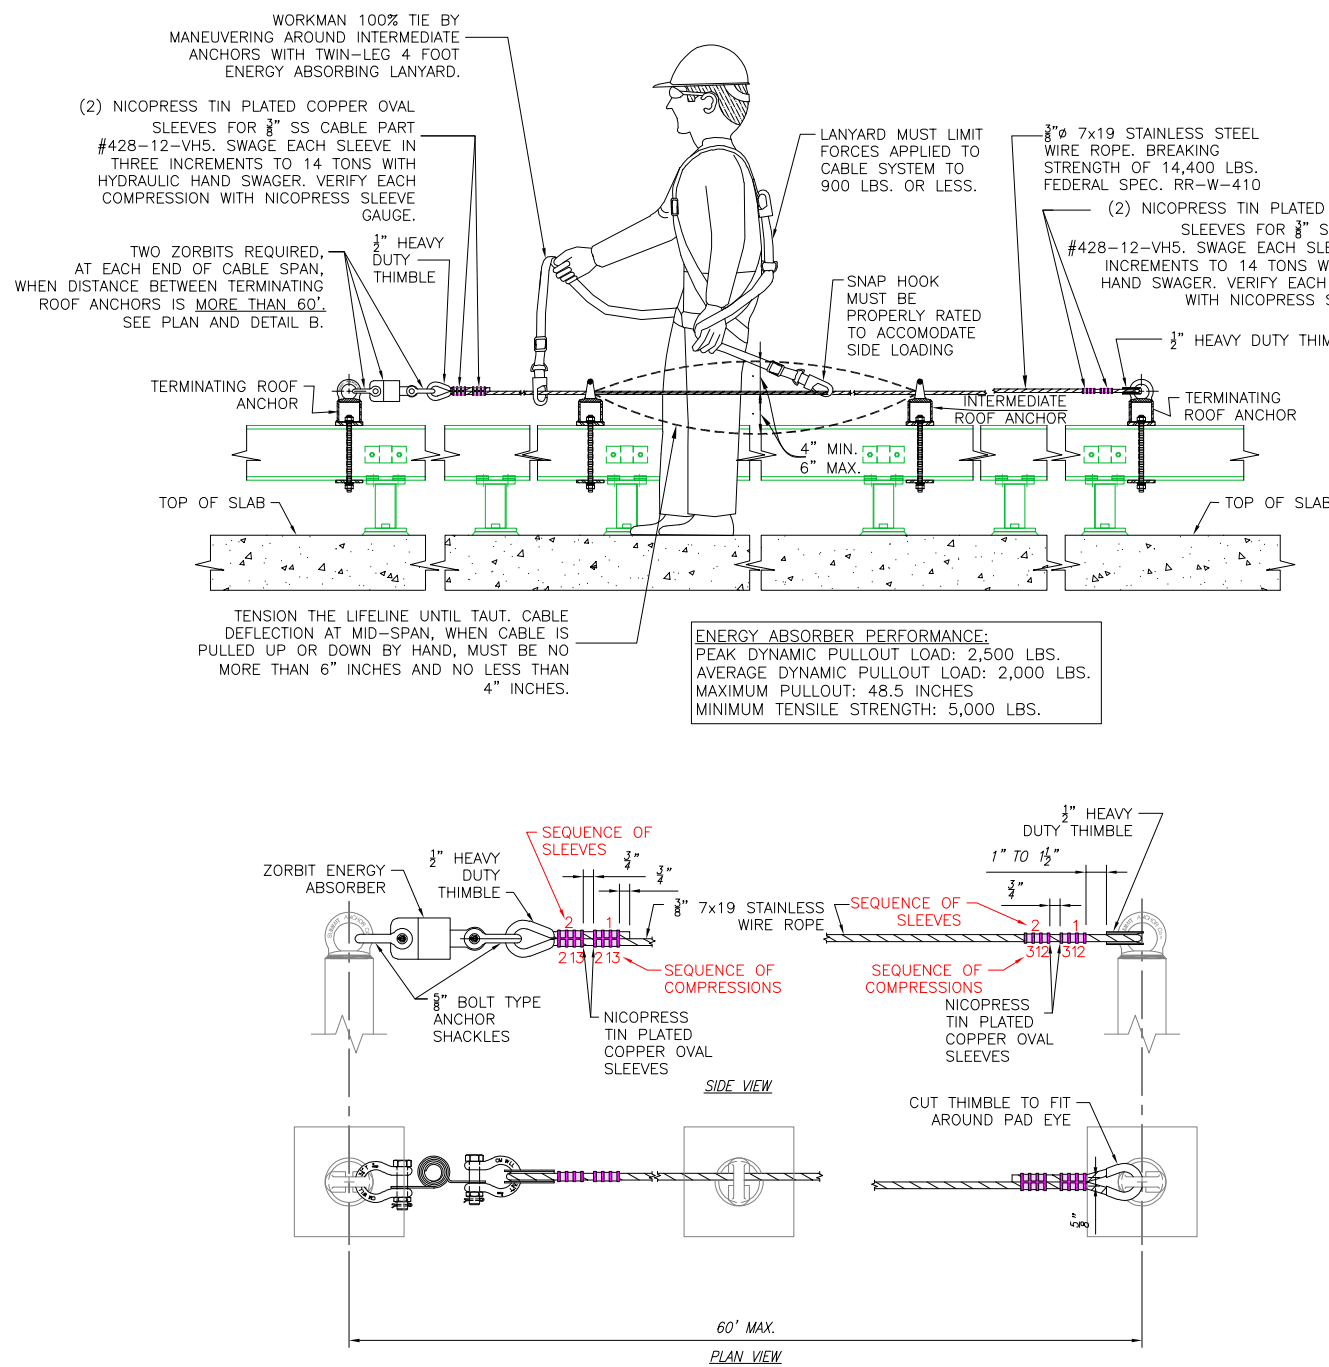 WORKMAN 100% TIE BY
MANEUVERING AROUND INTERMEDIATE
ANCHORS WITH TWIN-LEG 4 FOOT
ENERGY ABSORBING LANYARD.
(2) NICOPRESS TIN PLATED COPPER OVAL
SLEEVES FOR 3/8" SS CABLE PART
#428-12-VH5. SWAGE EACH SLEEVE IN
THREE INCREMENTS TO 14 TONS WITH
HYDRAULIC HAND SWAGER. VERIFY EACH
COMPRESSION WITH NICOPRESS SLEEVE
GAUGE.
LANYARD MUST LIMIT
FORCES APPLIED TO
CABLE SYSTEM TO
900 LBS. OR LESS.
3/8"ø 7x19 STAINLESS STEEL
WIRE ROPE. BREAKING
STRENGTH OF 14,400 LBS.
FEDERAL SPEC. RR-W-410
(2) NICOPRESS TIN PLATED
SLEEVES FOR 3/8" S
#428-12-VH5. SWAGE EACH SLE
INCREMENTS TO 14 TONS W
HAND SWAGER. VERIFY EACH
WITH NICOPRESS S
TWO ZORBITS REQUIRED,
AT EACH END OF CABLE SPAN,
WHEN DISTANCE BETWEEN TERMINATING
ROOF ANCHORS IS MORE THAN 60'.
SEE PLAN AND DETAIL B.
1/2" HEAVY
DUTY
THIMBLE
SNAP HOOK
MUST BE
PROPERLY RATED
TO ACCOMODATE
SIDE LOADING
1/2" HEAVY DUTY THIM
TERMINATING ROOF
ANCHOR
INTERMEDIATE
ROOF ANCHOR
TERMINATING
ROOF ANCHOR
4" MIN.
6" MAX.
TOP OF SLAB
TOP OF SLAB
TENSION THE LIFELINE UNTIL TAUT. CABLE
DEFLECTION AT MID-SPAN, WHEN CABLE IS
PULLED UP OR DOWN BY HAND, MUST BE NO
MORE THAN 6" INCHES AND NO LESS THAN
4" INCHES.
ENERGY ABSORBER PERFORMANCE:
PEAK DYNAMIC PULLOUT LOAD: 2,500 LBS.
AVERAGE DYNAMIC PULLOUT LOAD: 2,000 LBS.
MAXIMUM PULLOUT: 48.5 INCHES
MINIMUM TENSILE STRENGTH: 5,000 LBS.
ZORBIT ENERGY
ABSORBER
1/2" HEAVY
DUTY
THIMBLE
SEQUENCE OF
SLEEVES
3/4"
3/4"
3/8" 7x19 STAINLESS
WIRE ROPE
2 1
213 213
SEQUENCE OF
COMPRESSIONS
5/8" BOLT TYPE
ANCHOR
SHACKLES
NICOPRESS
TIN PLATED
COPPER OVAL
SLEEVES
1/2" HEAVY
DUTY THIMBLE
1" TO 1 1/2"
3/4"
SEQUENCE OF
SLEEVES
2 1
312 312
SEQUENCE OF
COMPRESSIONS
NICOPRESS
TIN PLATED
COPPER OVAL
SLEEVES
SIDE VIEW
CUT THIMBLE TO FIT
AROUND PAD EYE
5/8"
60' MAX.
PLAN VIEW